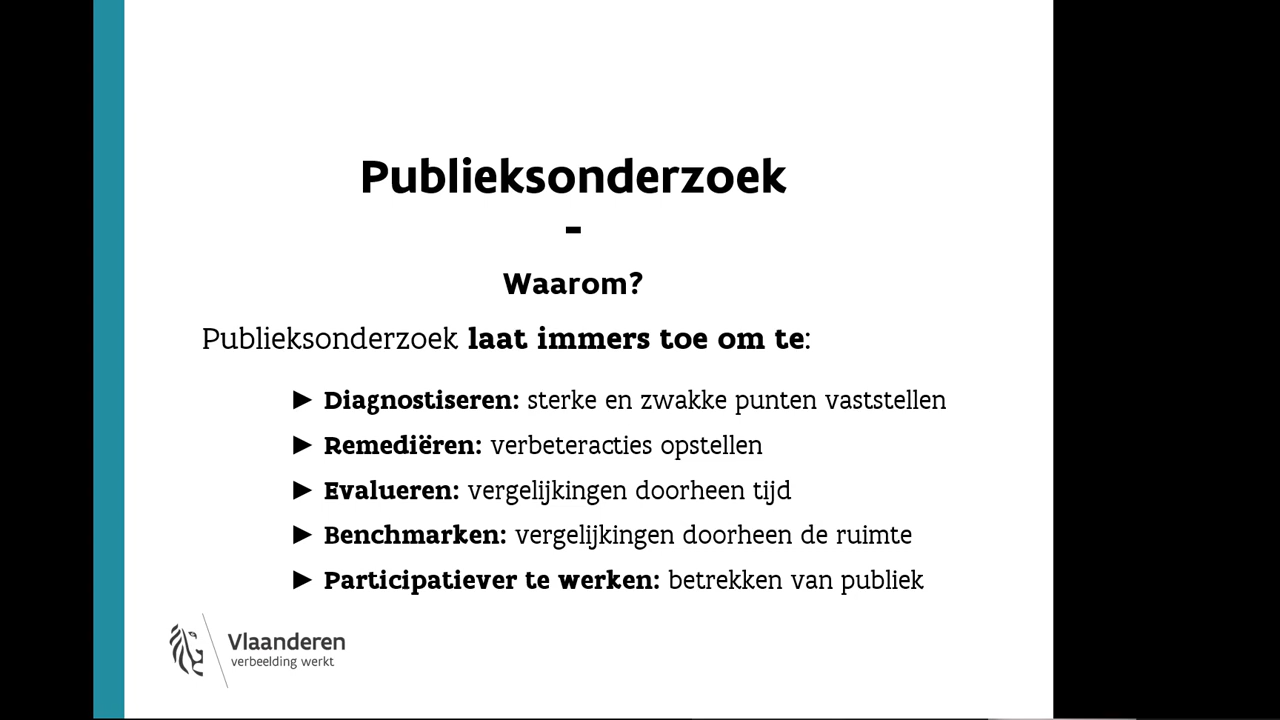 Publieksonderzoek
-
Waarom?
Publieksonderzoek laat immers toe om te:
► Diagnostiseren: sterke en zwakke punten vaststellen
► Remediëren: verbeteracties opstellen
► Evalueren: vergelijkingen doorheen tijd
► Benchmarken: vergelijkingen doorheen de ruimte
► Participatiever te werken: betrekken van publiek
Vlaanderen
verbeelding werkt